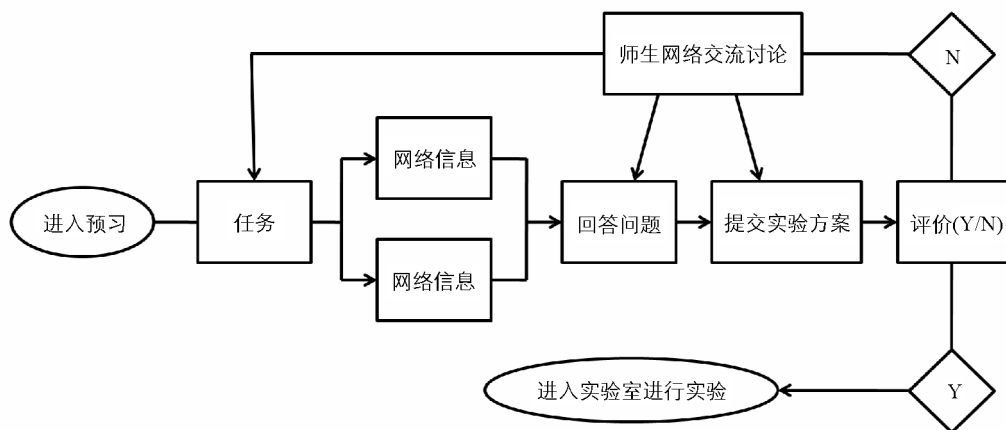 师生网络交流讨论
N
网络信息
进入预习
任务
回答问题
提交实验方案
评价(Y/N)
网络信息
进入实验室进行实验
Y